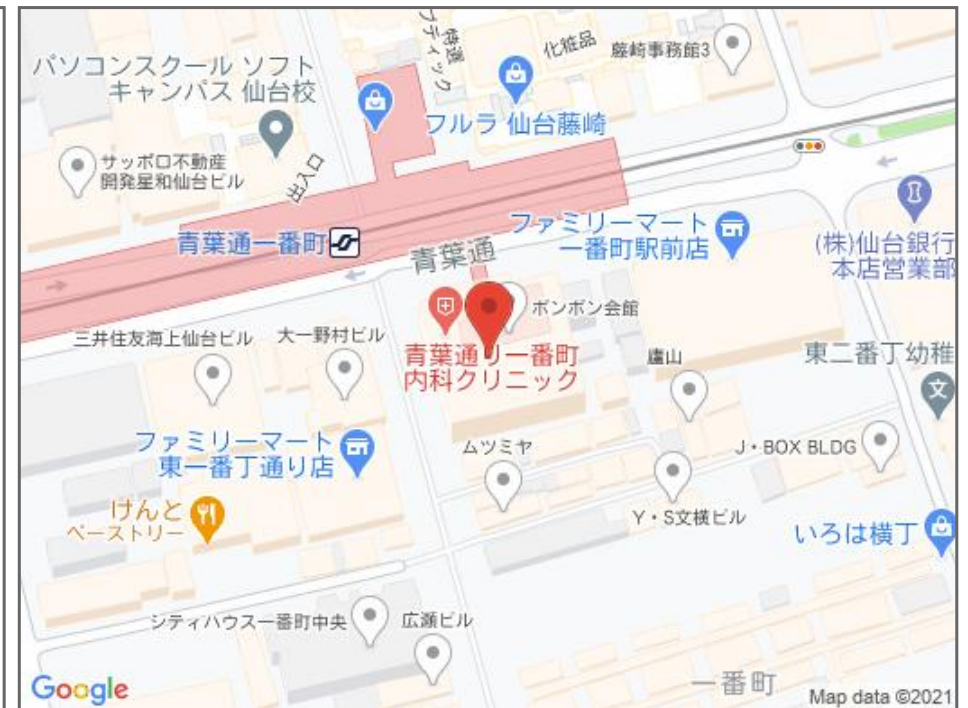 特選
ブティック
化粧品
藤崎事務館3
パソコンスクール ソフト
キャンパス 仙台校
フルラ 仙台藤崎
サッポロ不動産
開発星和仙台ビル
出入口
青葉通一番町
青葉通
ファミリーマート
一番町駅前店
(株)仙台銀行
本店営業部
ボンボン会館
三井住友海上仙台ビル
大一野村ビル
青葉通り一番町
内科クリニック
廬山
東二番丁幼稚
文
ファミリーマート
東一番丁通り店
ムツミヤ
J・BOX BLDG
けんと
ペーストリー
Y・S文横ビル
いろは横丁
シティハウス一番町中央
広瀬ビル
一番町
Google
Map data ©2021